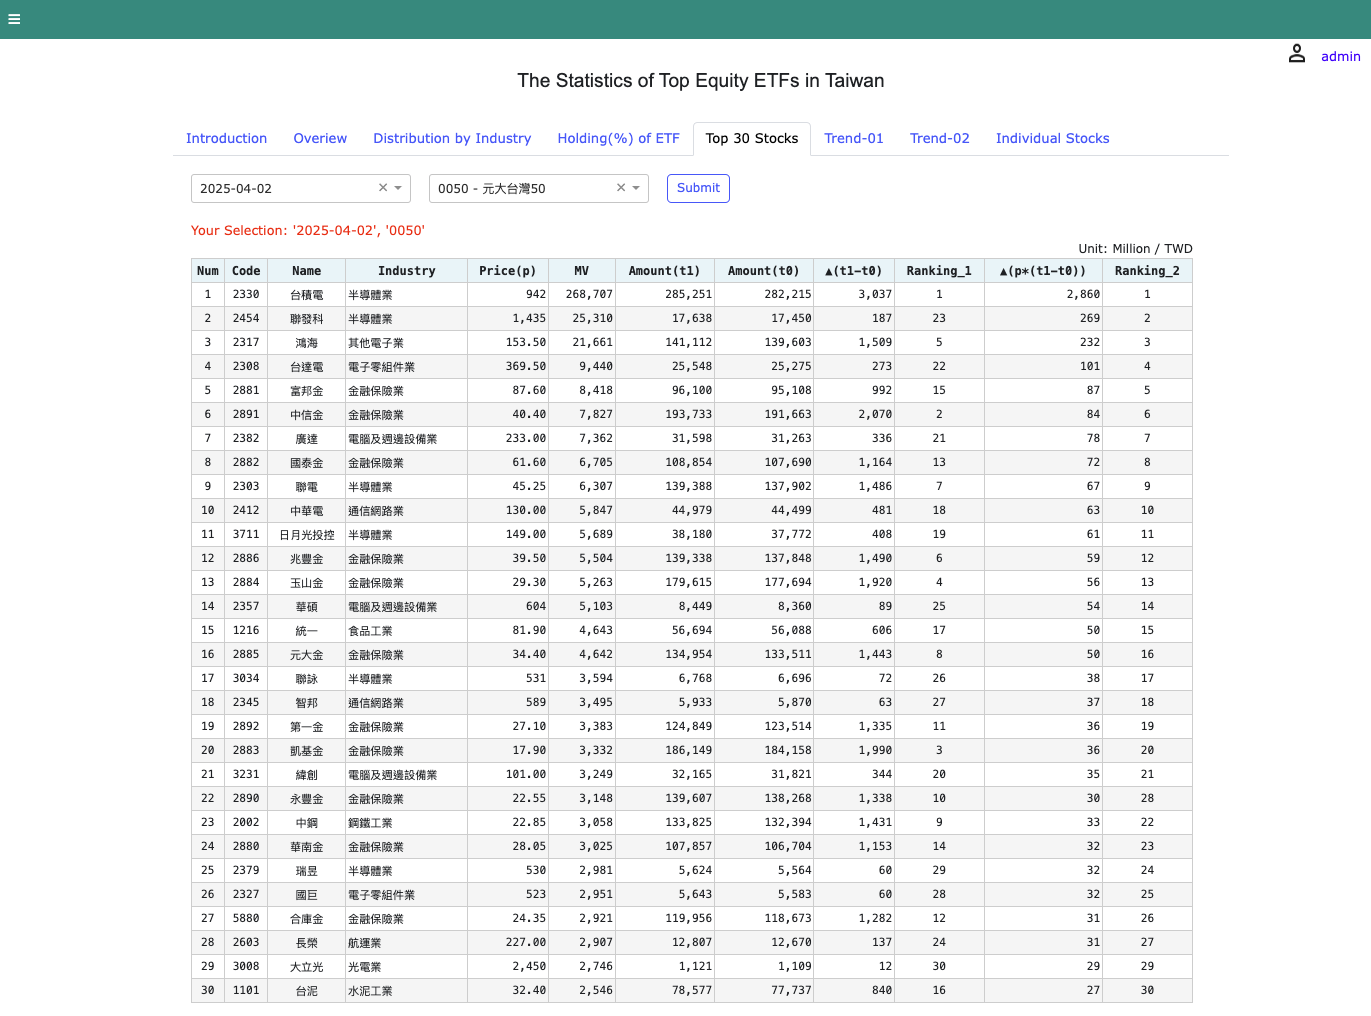 admin
The Statistics of Top Equity ETFs in Taiwan
Introduction Overiew Distribution by Industry Holding(%) of ETF Top 30 Stocks Trend-01 Trend-02 Individual Stocks
2025-04-02 0050 - 元大台灣50 Submit
Your Selection: '2025-04-02', '0050'
Unit: Million / TWD
Num Code Name Industry Price(p) MV Amount(t1) Amount(t0) ▲(t1-t0) Ranking_1 ▲(p*(t1-t0)) Ranking_2
1 2330 台積電 半導體業 942 268,707 285,251 282,215 3,037 1 2,860 1
2 2454 聯發科 半導體業 1,435 25,310 17,638 17,450 187 23 269 2
3 2317 鴻海 其他電子業 153.50 21,661 141,112 139,603 1,509 5 232 3
4 2308 台達電 電子零組件業 369.50 9,440 25,548 25,275 273 22 101 4
5 2881 富邦金 金融保險業 87.60 8,418 96,100 95,108 992 15 87 5
6 2891 中信金 金融保險業 40.40 7,827 193,733 191,663 2,070 2 84 6
7 2382 廣達 電腦及週邊設備業 233.00 7,362 31,598 31,263 336 21 78 7
8 2882 國泰金 金融保險業 61.60 6,705 108,854 107,690 1,164 13 72 8
9 2303 聯電 半導體業 45.25 6,307 139,388 137,902 1,486 7 67 9
10 2412 中華電 通信網路業 130.00 5,847 44,979 44,499 481 18 63 10
11 3711 日月光投控 半導體業 149.00 5,689 38,180 37,772 408 19 61 11
12 2886 兆豐金 金融保險業 39.50 5,504 139,338 137,848 1,490 6 59 12
13 2884 玉山金 金融保險業 29.30 5,263 179,615 177,694 1,920 4 56 13
14 2357 華碩 電腦及週邊設備業 604 5,103 8,449 8,360 89 25 54 14
15 1216 統一 食品工業 81.90 4,643 56,694 56,088 606 17 50 15
16 2885 元大金 金融保險業 34.40 4,642 134,954 133,511 1,443 8 50 16
17 3034 聯詠 半導體業 531 3,594 6,768 6,696 72 26 38 17
18 2345 智邦 通信網路業 589 3,495 5,933 5,870 63 27 37 18
19 2892 第一金 金融保險業 27.10 3,383 124,849 123,514 1,335 11 36 19
20 2883 凱基金 金融保險業 17.90 3,332 186,149 184,158 1,990 3 36 20
21 3231 緯創 電腦及週邊設備業 101.00 3,249 32,165 31,821 344 20 35 21
22 2890 永豐金 金融保險業 22.55 3,148 139,607 138,268 1,338 10 30 28
23 2002 中鋼 鋼鐵工業 22.85 3,058 133,825 132,394 1,431 9 33 22
24 2880 華南金 金融保險業 28.05 3,025 107,857 106,704 1,153 14 32 23
25 2379 瑞昱 半導體業 530 2,981 5,624 5,564 60 29 32 24
26 2327 國巨 電子零組件業 523 2,951 5,643 5,583 60 28 32 25
27 5880 合庫金 金融保險業 24.35 2,921 119,956 118,673 1,282 12 31 26
28 2603 長榮 航運業 227.00 2,907 12,807 12,670 137 24 31 27
29 3008 大立光 光電業 2,450 2,746 1,121 1,109 12 30 29 29
30 1101 台泥 水泥工業 32.40 2,546 78,577 77,737 840 16 27 30